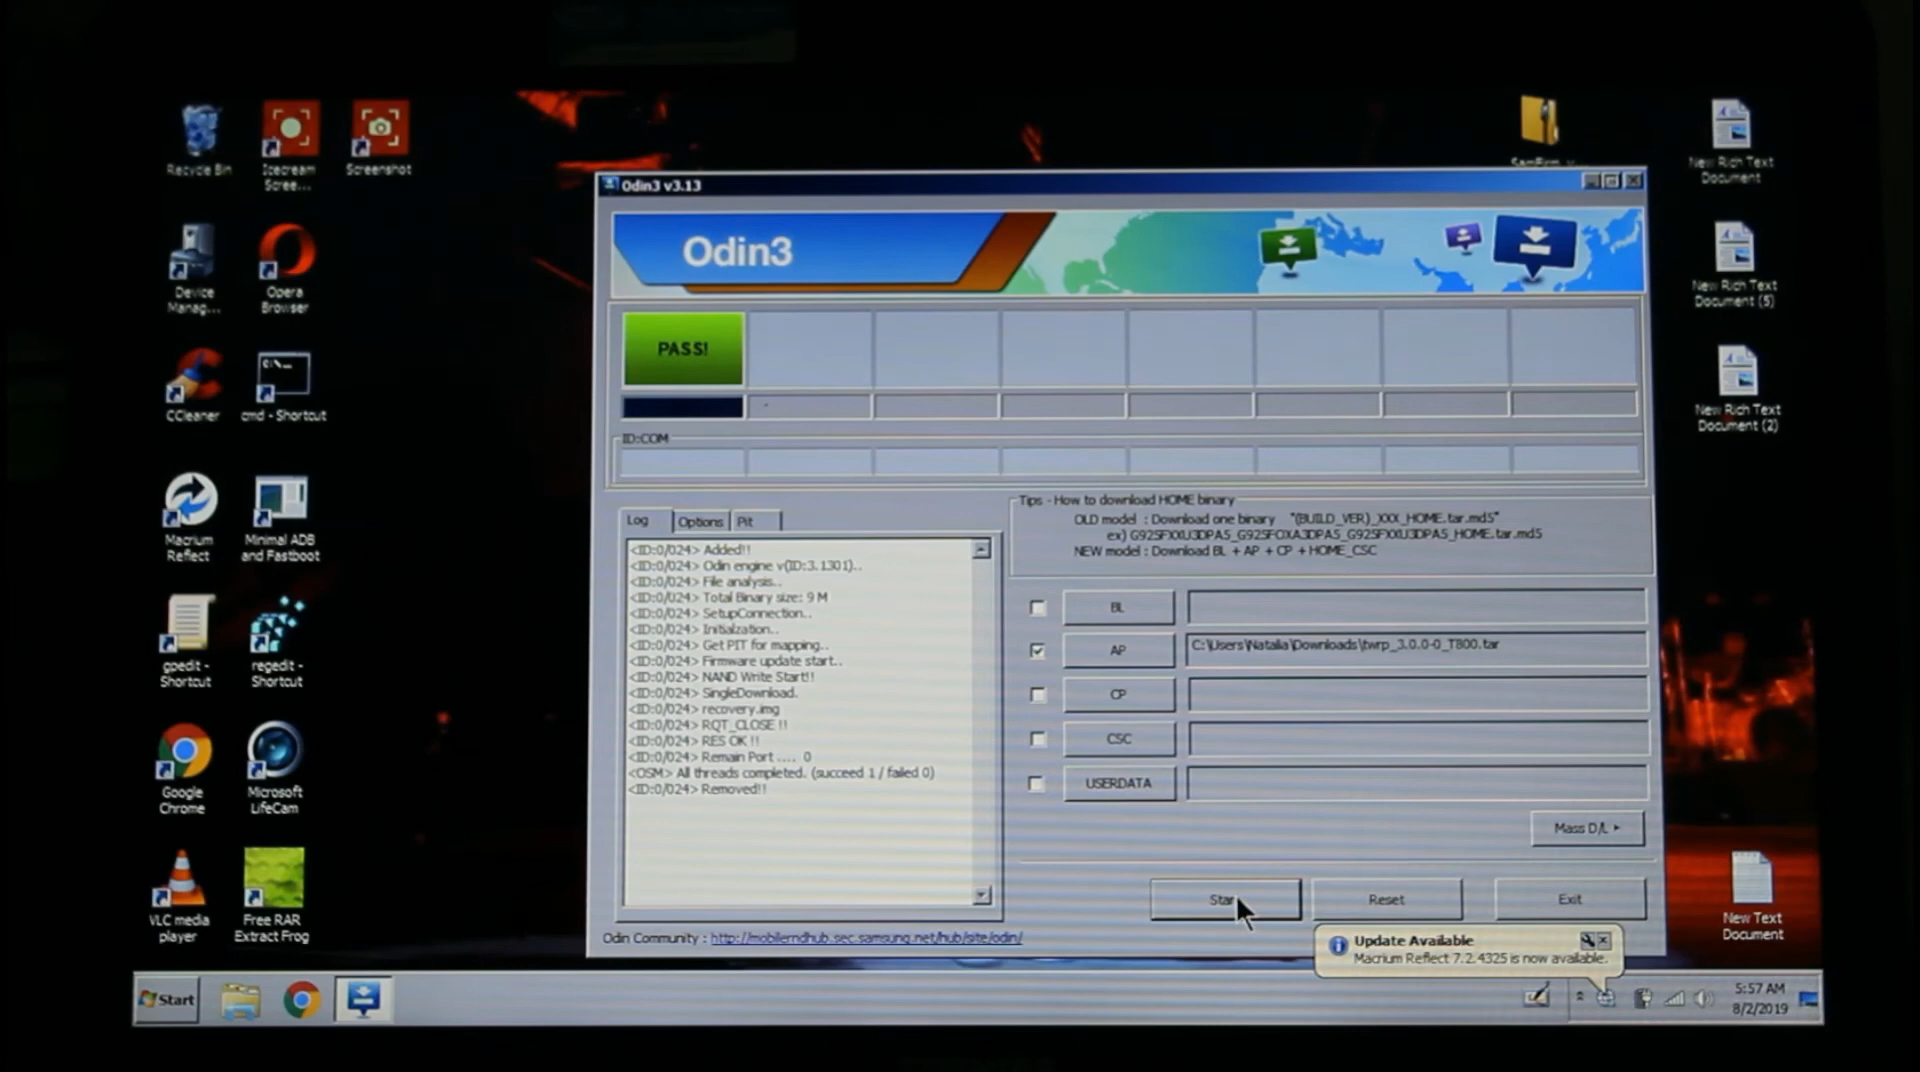 Recycle Bin
Icecream Scree...
Screenshot
Device Manag...
Opera Browser
CCleaner
cmd - Shortcut
Macrium Reflect
Minimal ADB and Fastboot
gpedit - Shortcut
regedit - Shortcut
Google Chrome
Microsoft LifeCam
VLC media player
Free RAR Extract Frog
New Rich Text Document
New Rich Text Document (5)
New Rich Text Document (2)
New Text Document
Odin3 v3.13
Odin3
PASS!
ID:COM
Log
Options
Pit
<ID:0/024> Added!!
<ID:0/024> Odin engine v(ID:3.1301)..
<ID:0/024> File analysis..
<ID:0/024> Total Binary size: 9 M
<ID:0/024> SetupConnection..
<ID:0/024> Initialzation..
<ID:0/024> Get PIT for mapping..
<ID:0/024> Firmware update start..
<ID:0/024> NAND Write Start!!
<ID:0/024> SingleDownload.
<ID:0/024> recovery.img
<ID:0/024> RQT_CLOSE !!
<ID:0/024> RES OK !!
<ID:0/024> Remain Port .... 0
<OSM> All threads completed. (succeed 1 / failed 0)
<ID:0/024> Removed!!
Tips - How to download HOME binary
OLD model : Download one binary "(BUILD_VER)_XXX_HOME.tar.md5"
ex) G925FXXU3DPA5_G925FOXA3DPA5_G925FXXU3DPA5_HOME.tar.md5
NEW model : Download BL + AP + CP + HOME_CSC
BL
AP
C:\Users\Natalia\Downloads\twrp_3.0.0-0_T800.tar
CP
CSC
USERDATA
Mass D/L
Reset
Exit
Odin Community : http://mobilerndhub.sec.samsung.net/hub/site/odin/
Update Available
Macrium Reflect 7.2.4325 is now available.
Start
5:57 AM
8/2/2019